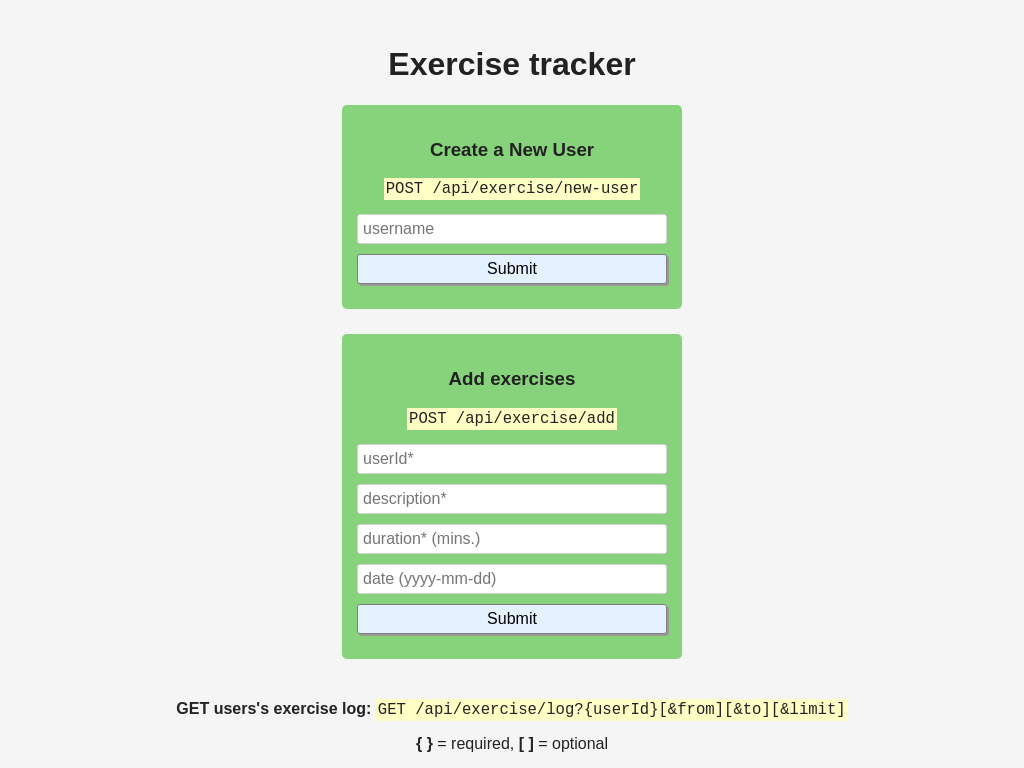 Exercise tracker
Create a New User
POST /api/exercise/new-user
username
Submit
Add exercises
POST /api/exercise/add
userId*
description*
duration* (mins.)
date (yyyy-mm-dd)
Submit
GET users's exercise log: GET /api/exercise/log?{userId}[&from][&to][&limit]
{ } = required, [ ] = optional